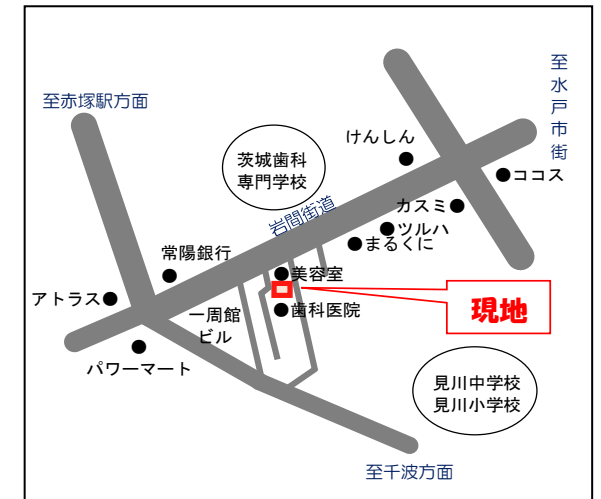 至赤塚駅方面
至水戸市街
けんしん
茨城歯科
専門学校
ココス
カスミ
岩間街道
ツルハ
まるくに
常陽銀行
美容室
アトラス
一周館
ビル
歯科医院
現地
パワーマート
見川中学校
見川小学校
至千波方面